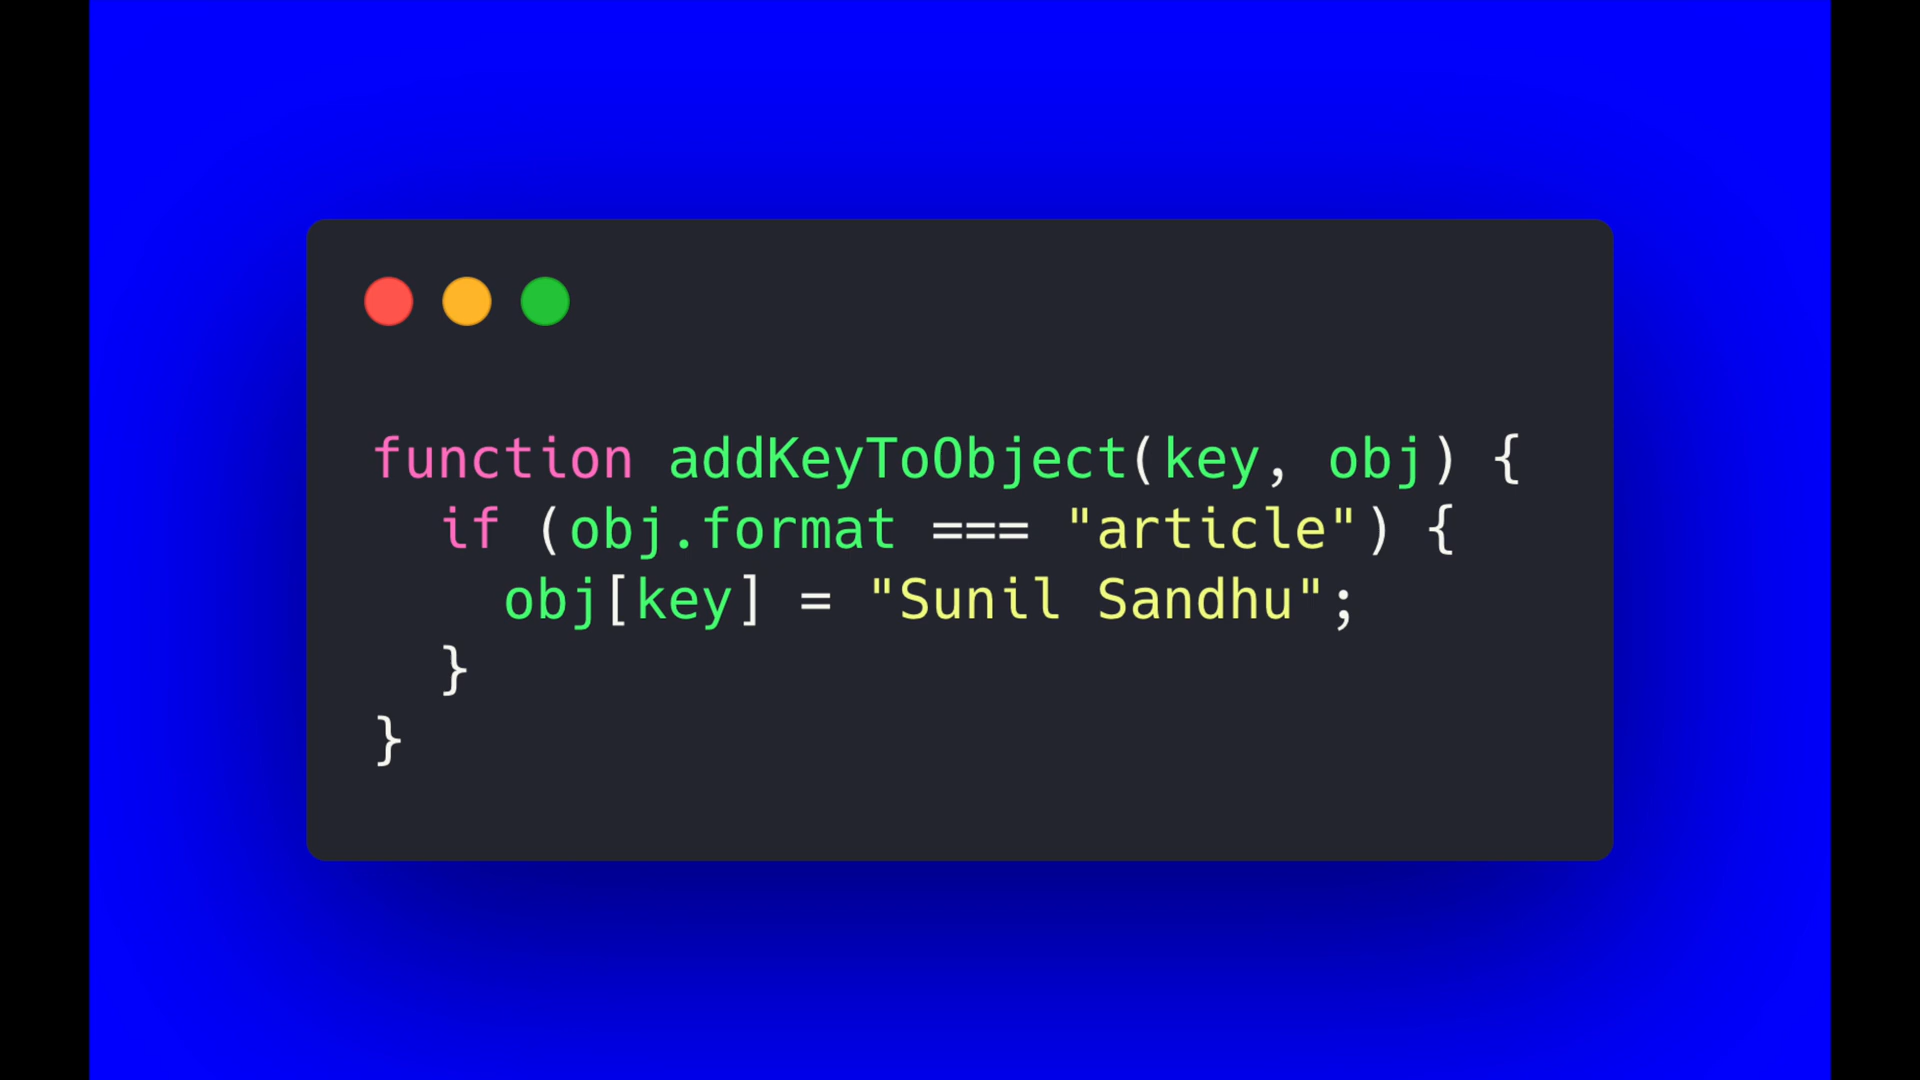 function addKeyToObject(key, obj) {
  if (obj.format === "article") {
    obj[key] = "Sunil Sandhu";
  }
}